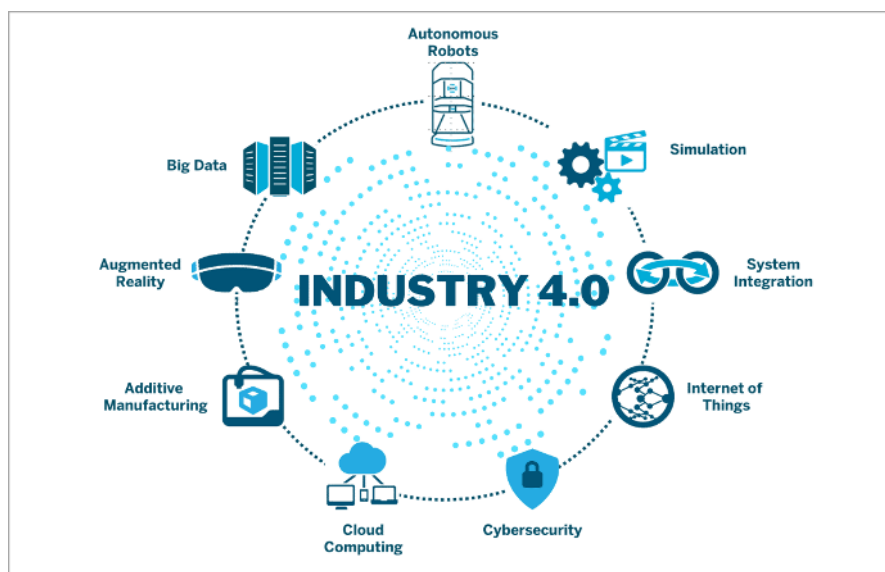 Autonomous
Robots
Simulation
Big Data
System
Integration
Augmented
Reality
INDUSTRY 4.0
Internet of
Things
Additive
Manufacturing
Cybersecurity
Cloud
Computing